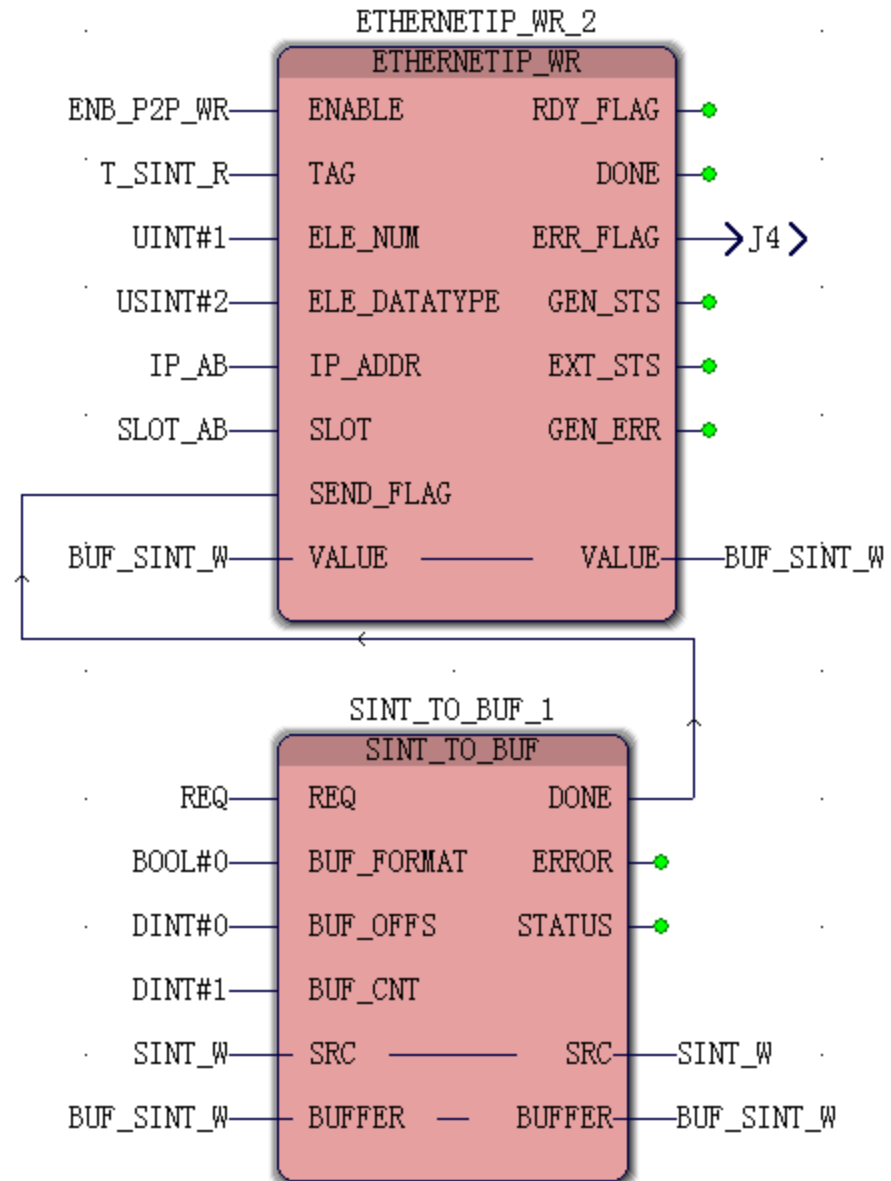 ETHERNETIP_WR_2
ETHERNETIP_WR
ENB_P2P_WR ENABLE RDY_FLAG
T_SINT_R TAG DONE
UINT#1 ELE_NUM ERR_FLAG J4
USINT#2 ELE_DATATYPE GEN_STS
IP_AB IP_ADDR EXT_STS
SLOT_AB SLOT GEN_ERR
SEND_FLAG
BUF_SINT_W VALUE VALUE BUF_SINT_W
SINT_TO_BUF_1
SINT_TO_BUF
REQ REQ DONE
BOOL#0 BUF_FORMAT ERROR
DINT#0 BUF_OFFS STATUS
DINT#1 BUF_CNT
SINT_W SRC SRC SINT_W
BUF_SINT_W BUFFER BUFFER BUF_SINT_W